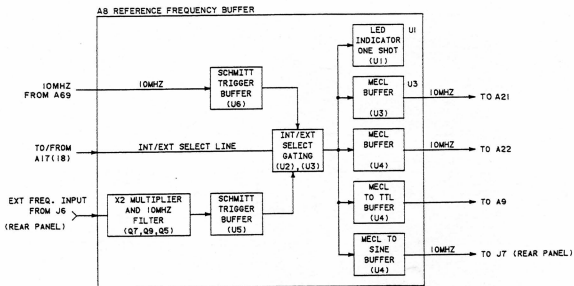 A8 REFERENCE FREQUENCY BUFFER
LED
INDICATOR
ONE SHOT
(U1)
U1
10MHZ
FROM A69
10MHZ
SCHMITT
TRIGGER
BUFFER
(U6)
MECL
BUFFER
(U3)
U3
10MHZ
TO A21
TO/FROM
A17(18)
INT/EXT SELECT LINE
INT/EXT
SELECT
GATING
(U2),(U3)
MECL
BUFFER
(U4)
10MHZ
TO A22
EXT FREQ. INPUT
FROM J6
(REAR PANEL)
X2 MULTIPLIER
AND 10MHZ
FILTER
(Q7,Q9,Q5)
SCHMITT
TRIGGER
BUFFER
(U5)
MECL
TO TTL
BUFFER
(U4)
TO A9
MECL TO
SINE
BUFFER
(U4)
10MHZ
TO J7 (REAR PANEL)